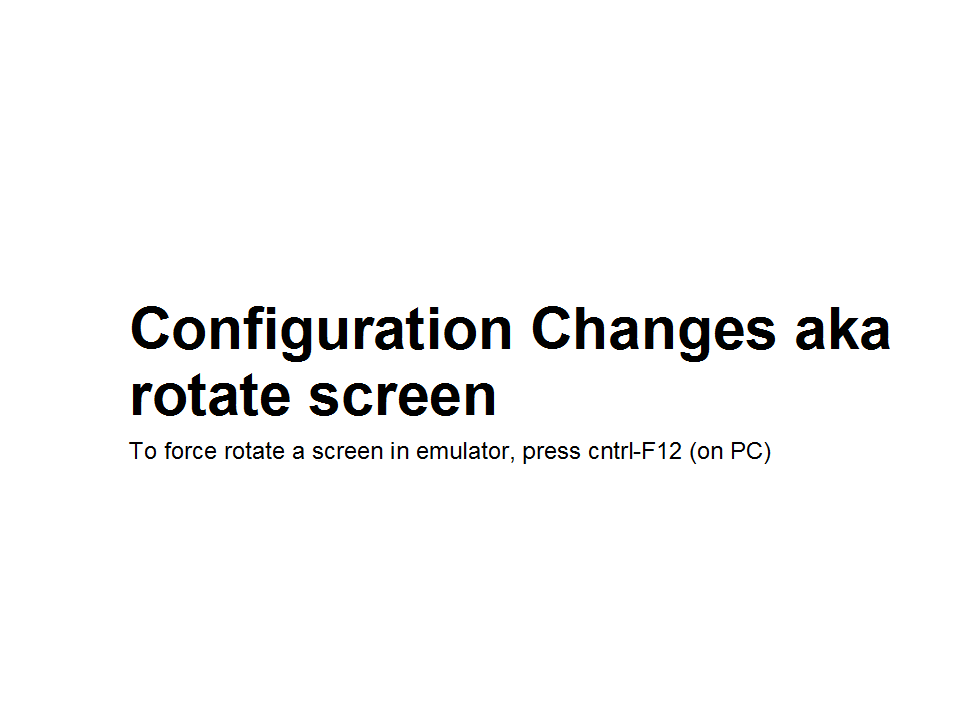 Configuration Changes aka
rotate screen
To force rotate a screen in emulator, press cntrl-F12 (on PC)